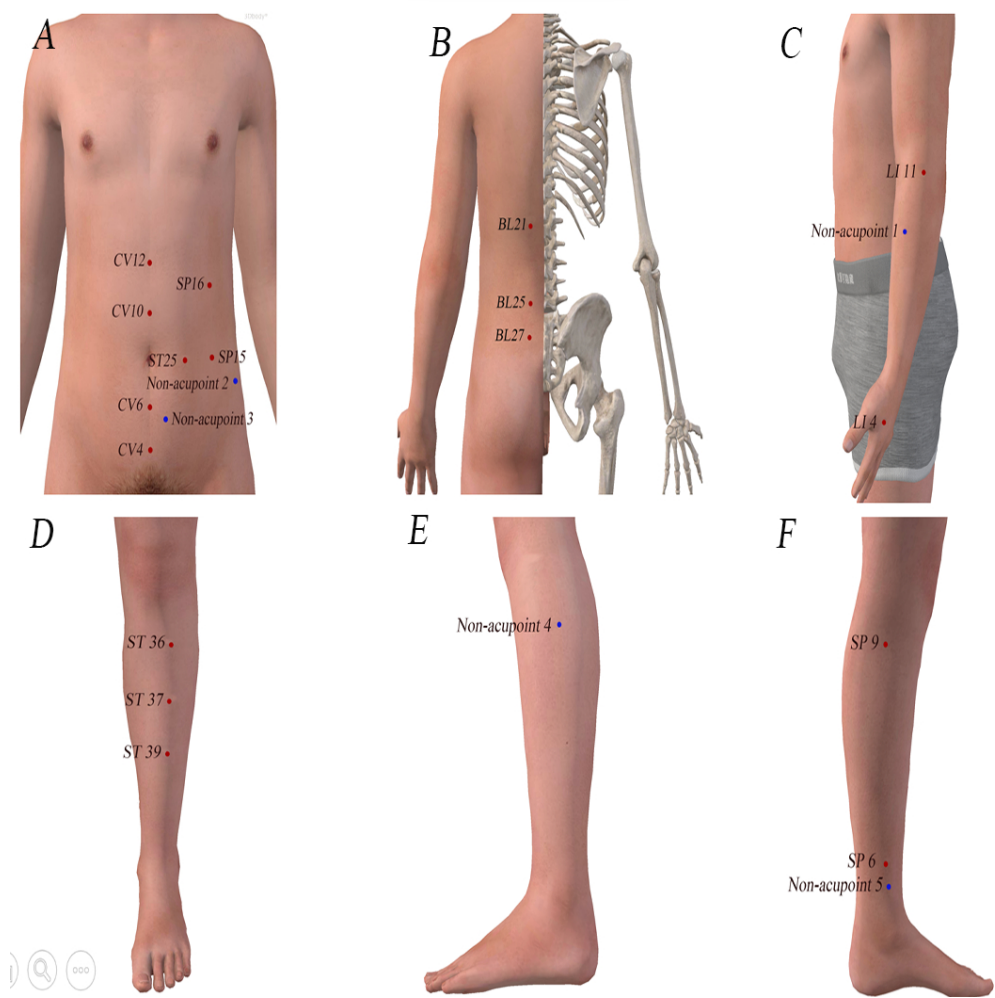 A
CV12
SP16
CV10
ST25
SP15
Non-acupoint 2
CV6
Non-acupoint 3
CV4
B
BL21
BL25
BL27
C
LI 11
Non-acupoint 1
LI 4
D
ST 36
ST 37
ST 39
E
Non-acupoint 4
F
SP 9
SP 6
Non-acupoint 5